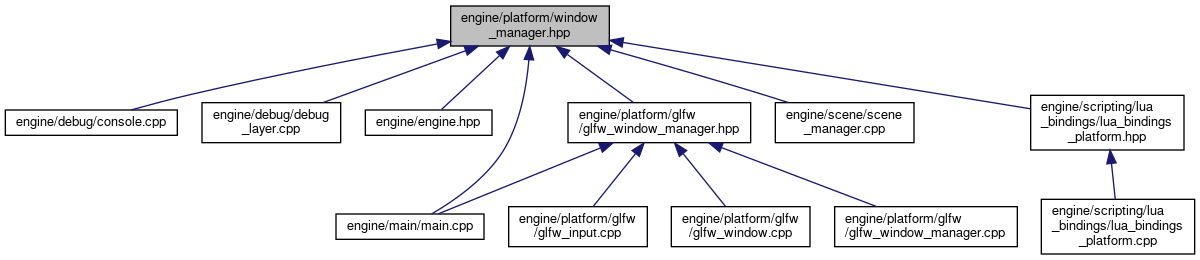 engine/platform/window
_manager.hpp
engine/debug/console.cpp
engine/debug/debug
_layer.cpp
engine/engine.hpp
engine/platform/glfw
/glfw_window_manager.hpp
engine/scene/scene
_manager.cpp
engine/scripting/lua
_bindings/lua_bindings
_platform.hpp
engine/main/main.cpp
engine/platform/glfw
/glfw_input.cpp
engine/platform/glfw
/glfw_window.cpp
engine/platform/glfw
/glfw_window_manager.cpp
engine/scripting/lua
_bindings/lua_bindings
_platform.cpp